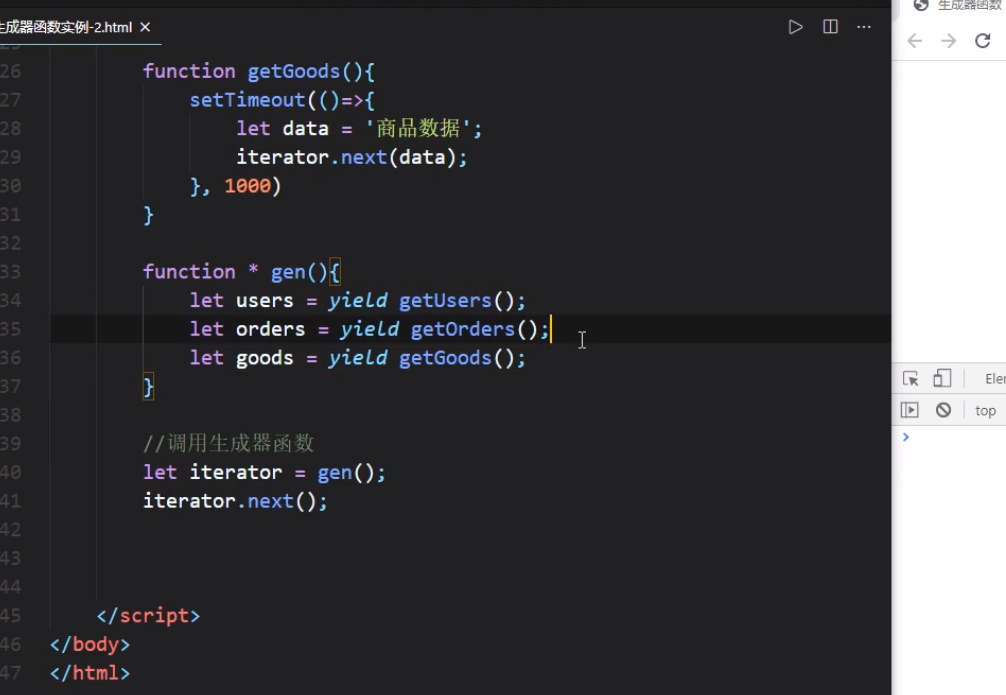 生成器函数实例-2.html
生成器函数
26 function getGoods(){
27 setTimeout(()=>{
28 let data = '商品数据';
29 iterator.next(data);
30 }, 1000)
31 }
32
33 function * gen(){
34 let users = yield getUsers();
35 let orders = yield getOrders();
36 let goods = yield getGoods();
37 }
38
39 //调用生成器函数
40 let iterator = gen();
41 iterator.next();
42
43
44
45 </script>
46 </body>
47 </html>
Ele
top